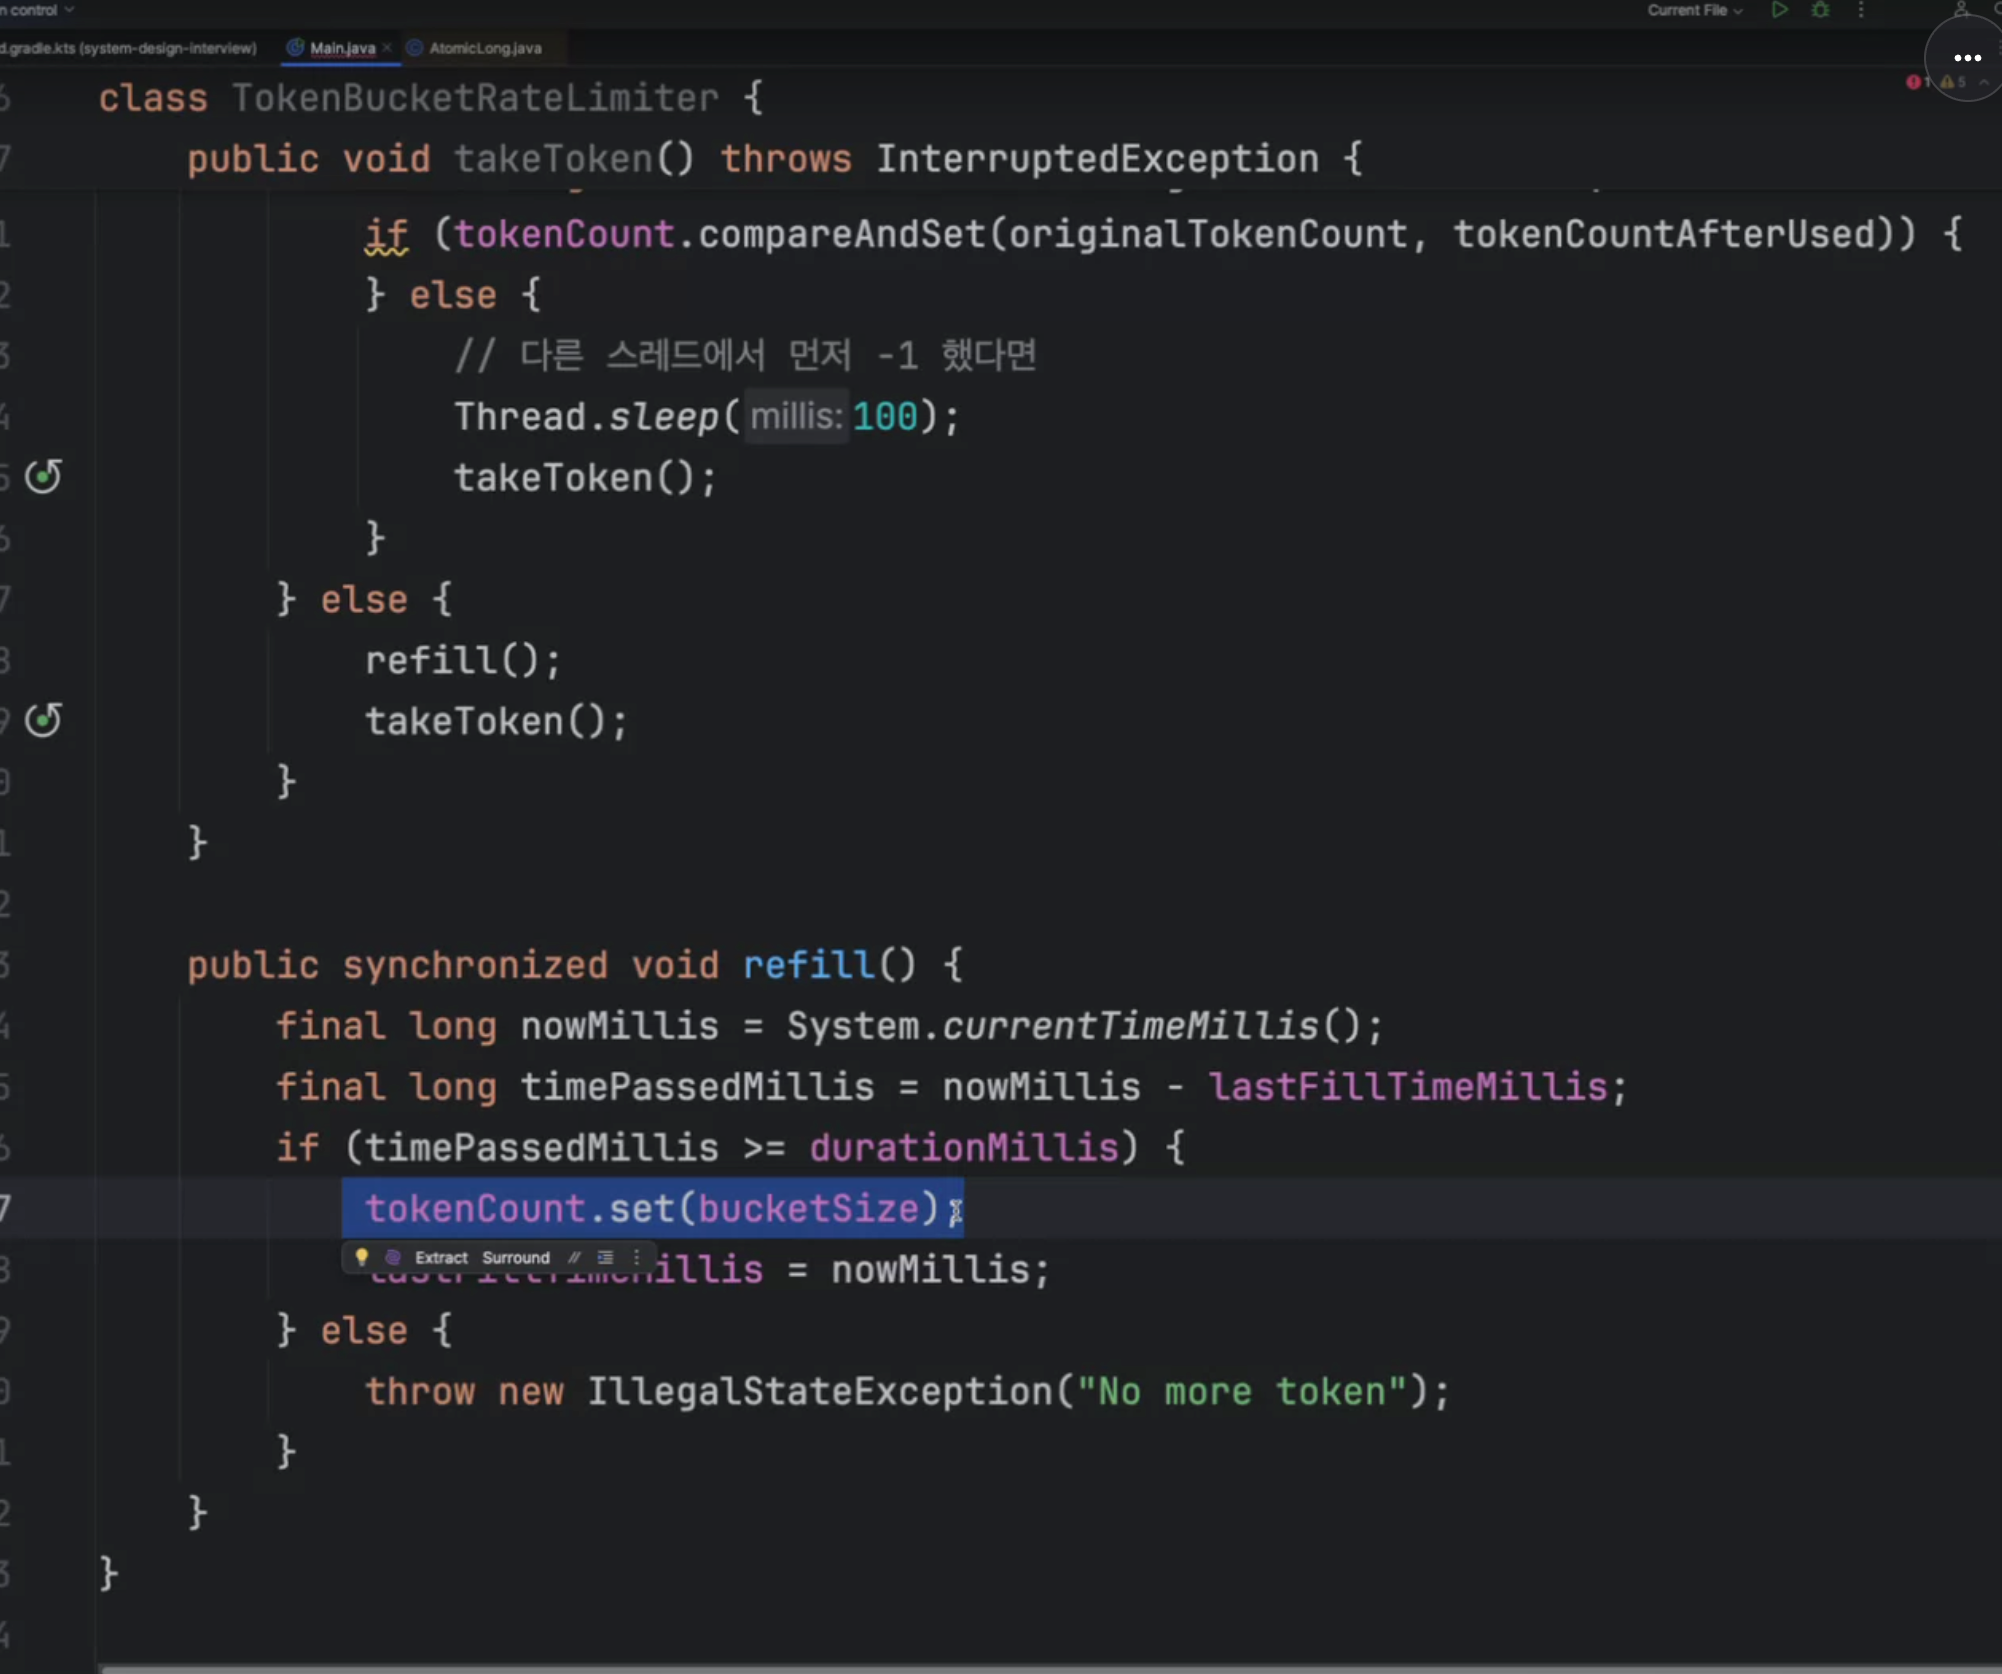 n control
Current File
d.gradle.kts (system-design-interview) Main.java AtomicLong.java
1 5
class TokenBucketRateLimiter {
public void takeToken() throws InterruptedException {
if (tokenCount.compareAndSet(originalTokenCount, tokenCountAfterUsed)) {
} else {
// 다른 스레드에서 먼저 -1 했다면
Thread.sleep( millis: 100);
takeToken();
}
} else {
refill();
takeToken();
}
}
public synchronized void refill() {
final long nowMillis = System.currentTimeMillis();
final long timePassedMillis = nowMillis - lastFillTimeMillis;
if (timePassedMillis >= durationMillis) {
tokenCount.set(bucketSize);
Extract Surround //
lastFillTimeMillis = nowMillis;
} else {
throw new IllegalStateException("No more token");
}
}
}